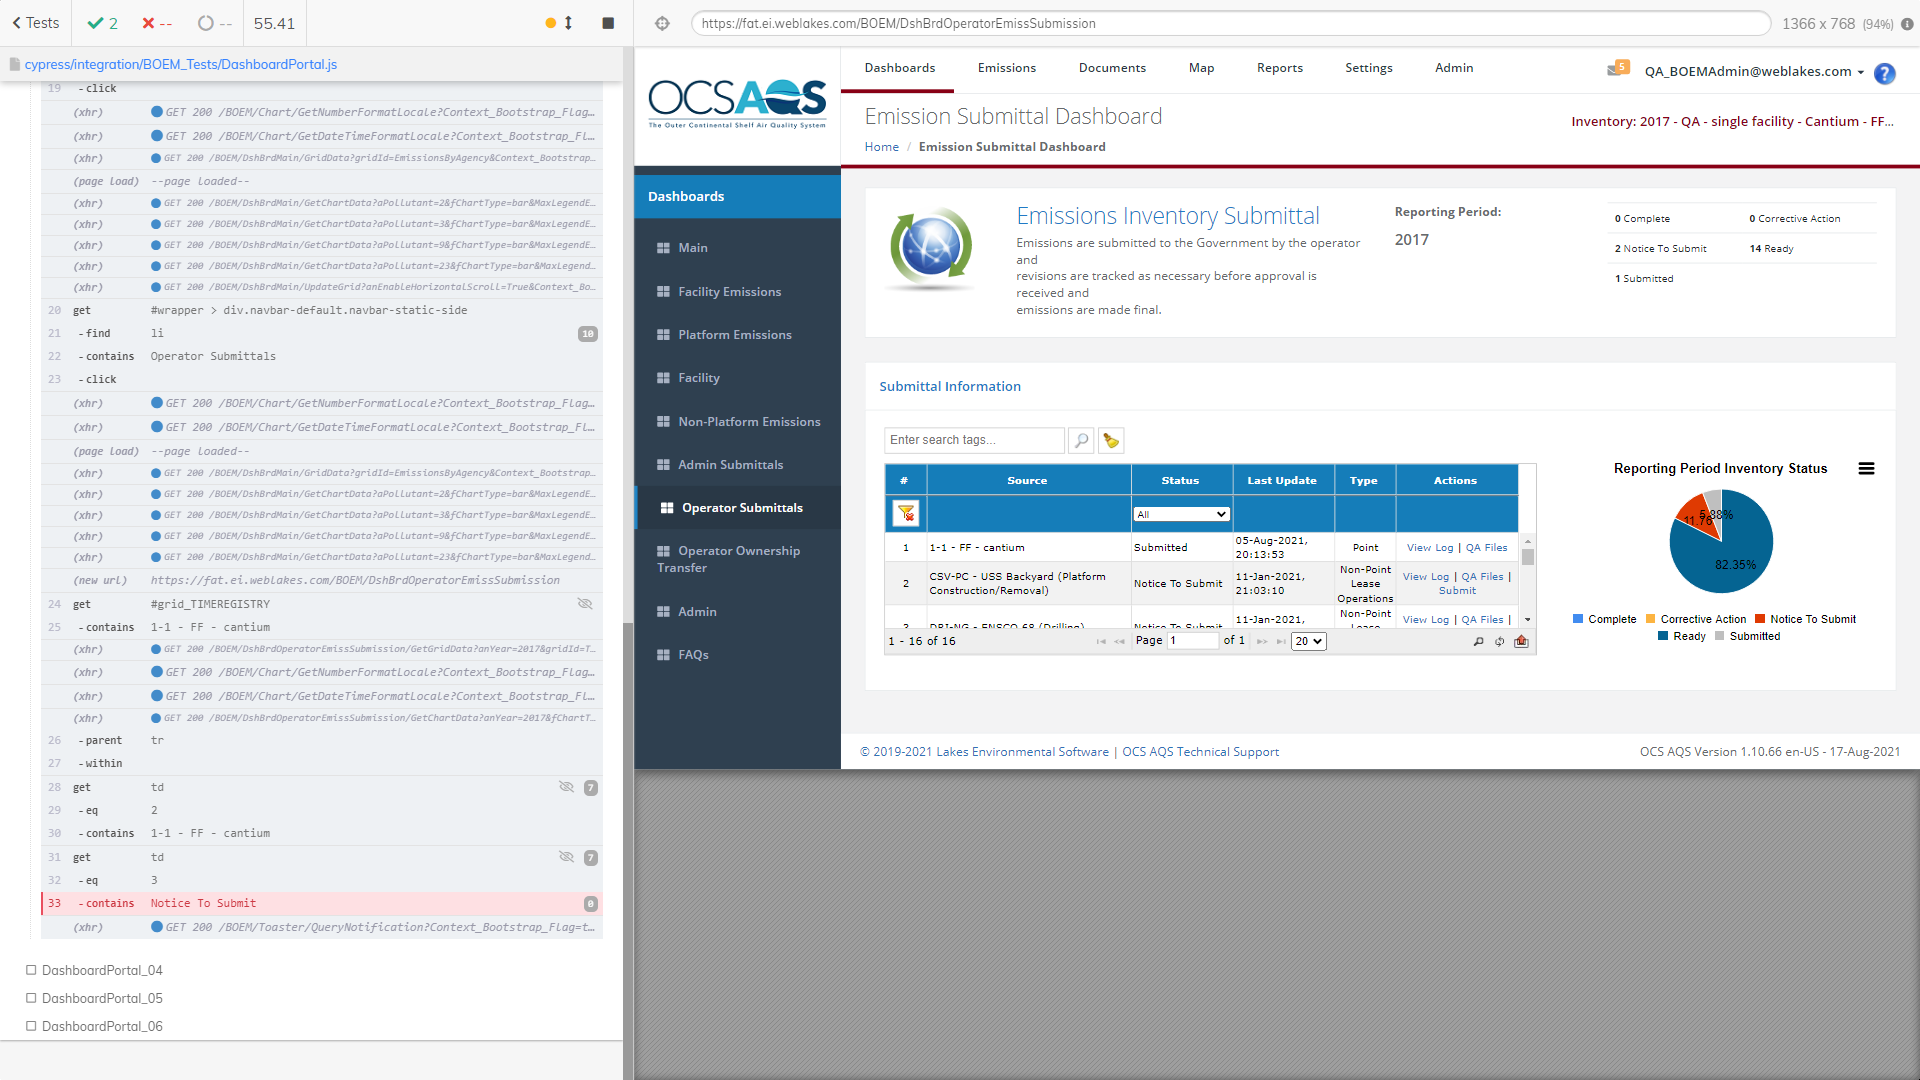 Tests
2
--
--
55.41
https://fat.ei.weblakes.com/BOEM/DshBrdOperatorEmissSubmission
1366 x 768 (94%)
cypress/integration/BOEM_Tests/DashboardPortal.js
19 -click
(xhr) GET 200 /BOEM/Chart/GetNumberFormatLocale?Context_Bootstrap_Flag…
(xhr) GET 200 /BOEM/Chart/GetDateTimeFormatLocale?Context_Bootstrap_Fl…
(xhr) GET 200 /BOEM/DshBrdMain/GridData?gridId=EmissionsByAgency&Context_Bootstrap…
(page load) --page loaded--
(xhr) GET 200 /BOEM/DshBrdMain/GetChartData?aPollutant=2&fChartType=bar&MaxLegendE…
(xhr) GET 200 /BOEM/DshBrdMain/GetChartData?aPollutant=3&fChartType=bar&MaxLegendE…
(xhr) GET 200 /BOEM/DshBrdMain/GetChartData?aPollutant=9&fChartType=bar&MaxLegendE…
(xhr) GET 200 /BOEM/DshBrdMain/GetChartData?aPollutant=23&fChartType=bar&MaxLegend…
(xhr) GET 200 /BOEM/DshBrdMain/UpdateGrid?anEnableHorizontalScroll=True&Context_Bo…
20 get #wrapper > div.navbar-default.navbar-static-side
21 -find li 10
22 -contains Operator Submittals
23 -click
(xhr) GET 200 /BOEM/Chart/GetNumberFormatLocale?Context_Bootstrap_Flag…
(xhr) GET 200 /BOEM/Chart/GetDateTimeFormatLocale?Context_Bootstrap_Fl…
(page load) --page loaded--
(xhr) GET 200 /BOEM/DshBrdMain/GridData?gridId=EmissionsByAgency&Context_Bootstrap…
(xhr) GET 200 /BOEM/DshBrdMain/GetChartData?aPollutant=2&fChartType=bar&MaxLegendE…
(xhr) GET 200 /BOEM/DshBrdMain/GetChartData?aPollutant=3&fChartType=bar&MaxLegendE…
(xhr) GET 200 /BOEM/DshBrdMain/GetChartData?aPollutant=9&fChartType=bar&MaxLegendE…
(xhr) GET 200 /BOEM/DshBrdMain/GetChartData?aPollutant=23&fChartType=bar&MaxLegend…
(new url) https://fat.ei.weblakes.com/BOEM/DshBrdOperatorEmissSubmission
24 get #grid_TIMEREGISTRY
25 -contains 1-1 - FF - cantium
(xhr) GET 200 /BOEM/DshBrdOperatorEmissSubmission/GetGridData?anYear=2017&gridId=T…
(xhr) GET 200 /BOEM/Chart/GetNumberFormatLocale?Context_Bootstrap_Flag…
(xhr) GET 200 /BOEM/Chart/GetDateTimeFormatLocale?Context_Bootstrap_Fl…
(xhr) GET 200 /BOEM/DshBrdOperatorEmissSubmission/GetChartData?anYear=2017&fChartT…
26 -parent tr
27 -within
28 get td 7
29 -eq 2
30 -contains 1-1 - FF - cantium
31 get td 7
32 -eq 3
33 -contains Notice To Submit 0
(xhr) GET 200 /BOEM/Toaster/QueryNotification?Context_Bootstrap_Flag=t…
DashboardPortal_04
DashboardPortal_05
DashboardPortal_06
OCS AQS
The Outer Continental Shelf Air Quality System
Dashboards
Main
Facility Emissions
Platform Emissions
Facility
Non-Platform Emissions
Admin Submittals
Operator Submittals
Operator Ownership
Transfer
Admin
FAQs
Dashboards Emissions Documents Map Reports Settings Admin
5
QA_BOEMAdmin@weblakes.com
?
Emission Submittal Dashboard
Inventory: 2017 - QA - single facility - Cantium - FF...
Home / Emission Submittal Dashboard
Emissions Inventory Submittal
Emissions are submitted to the Government by the operator
and
revisions are tracked as necessary before approval is
received and
emissions are made final.
Reporting Period:
2017
0 Complete 0 Corrective Action
2 Notice To Submit 14 Ready
1 Submitted
Submittal Information
Enter search tags...
# Source Status Last Update Type Actions
All
1 1-1 - FF - cantium Submitted 05-Aug-2021, 20:13:53 Point View Log | QA Files
2 CSV-PC - USS Backyard (Platform Construction/Removal) Notice To Submit 11-Jan-2021, 21:03:10 Non-Point Lease Operations View Log | QA Files | Submit
3 DRI-NG - ENSCO 68 (Drilling) Notice To Submit 11-Jan-2021, Non-Point Lease View Log | QA Files |
1 - 16 of 16 Page 1 of 1 20
Reporting Period Inventory Status
5.88%
11.76
82.35%
Complete Corrective Action Notice To Submit
Ready Submitted
© 2019-2021 Lakes Environmental Software | OCS AQS Technical Support
OCS AQS Version 1.10.66 en-US - 17-Aug-2021